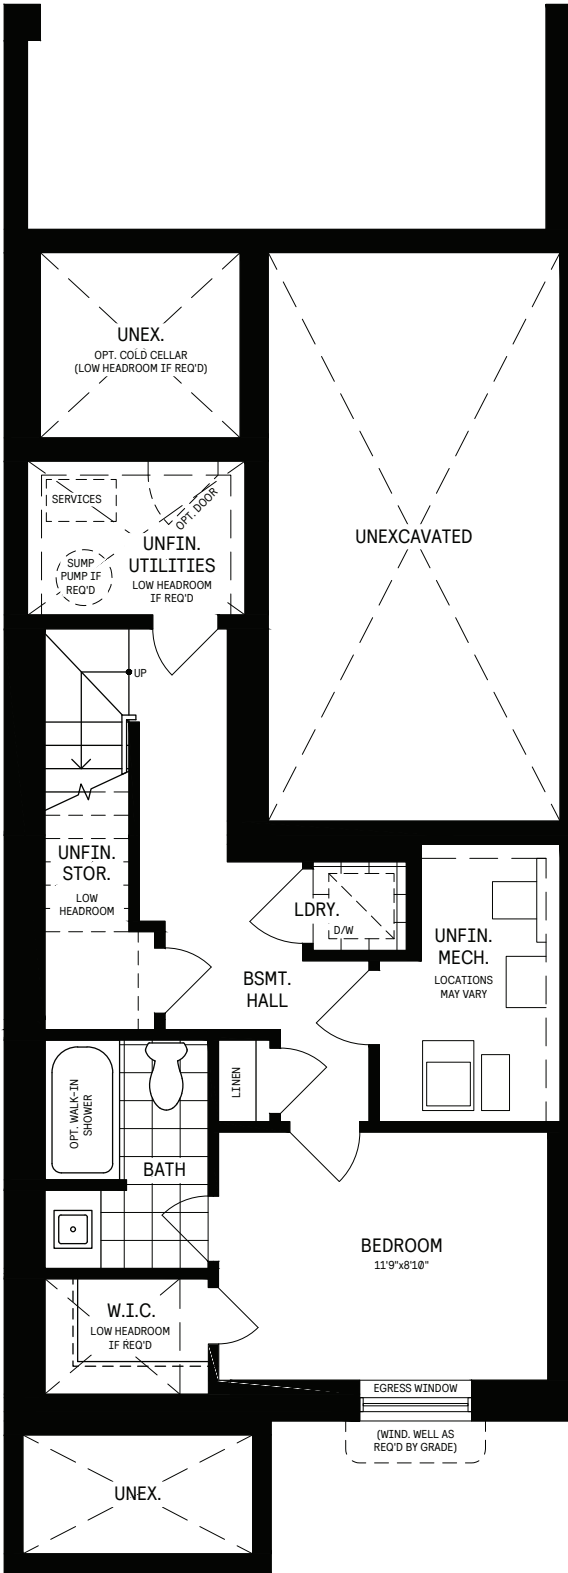 UNEX.
OPT. COLD CELLAR
(LOW HEADROOM IF REQ'D)
UNEXCAVATED
SERVICES
OPT. DOOR
UNFIN.
UTILITIES
LOW HEADROOM
IF REQ'D
SUMP
PUMP IF
REQ'D
UP
UNFIN.
STOR.
LOW
HEADROOM
LDRY.
D/W
UNFIN.
MECH.
LOCATIONS
MAY VARY
BSMT.
HALL
LINEN
OPT. WALK-IN
SHOWER
BATH
BEDROOM
11'9"x8'10"
W.I.C.
LOW HEADROOM
IF REQ'D
EGRESS WINDOW
(WIND. WELL AS
REQ'D BY GRADE)
UNEX.